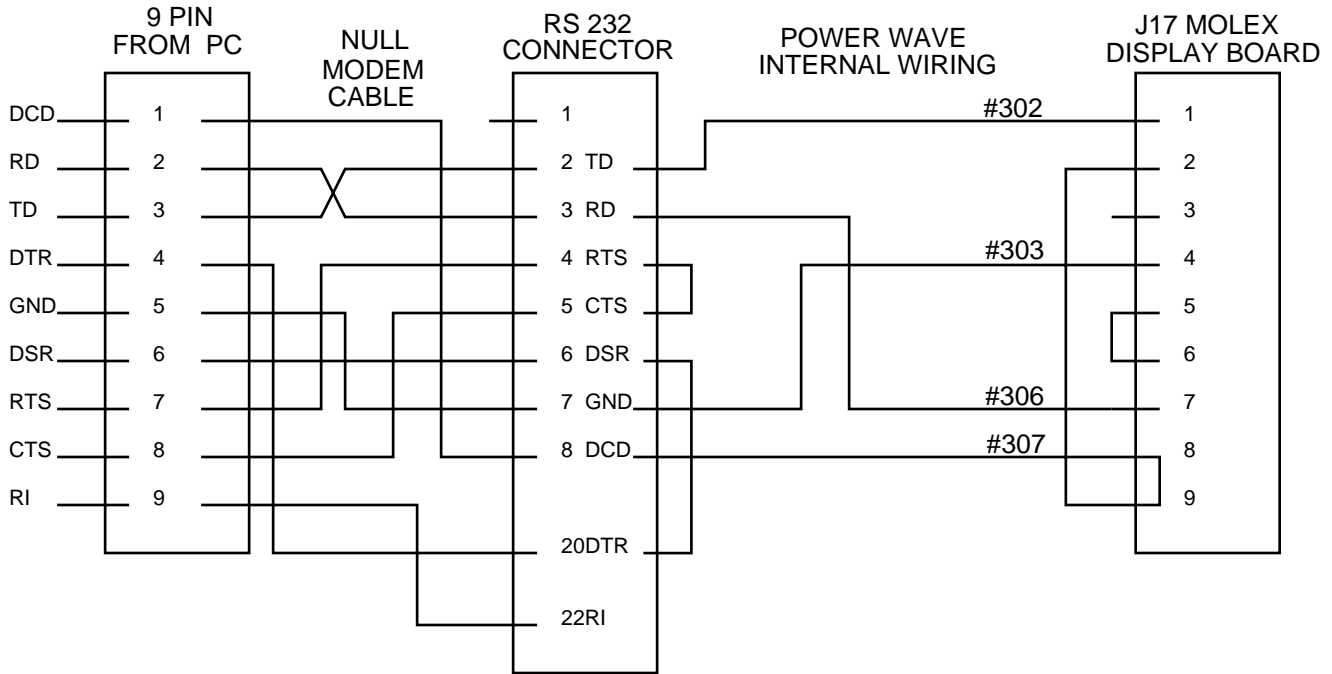 9 PIN
FROM PC
NULL
MODEM
CABLE
RS 232
CONNECTOR
POWER WAVE
INTERNAL WIRING
J17 MOLEX
DISPLAY BOARD
DCD 1 1 #302 1
RD 2 2 TD 2
TD 3 3 RD 3
DTR 4 4 RTS #303 4
GND 5 5 CTS 5
DSR 6 6 DSR 6
RTS 7 7 GND #306 7
CTS 8 8 DCD #307 8
RI 9 9
20DTR
22RI